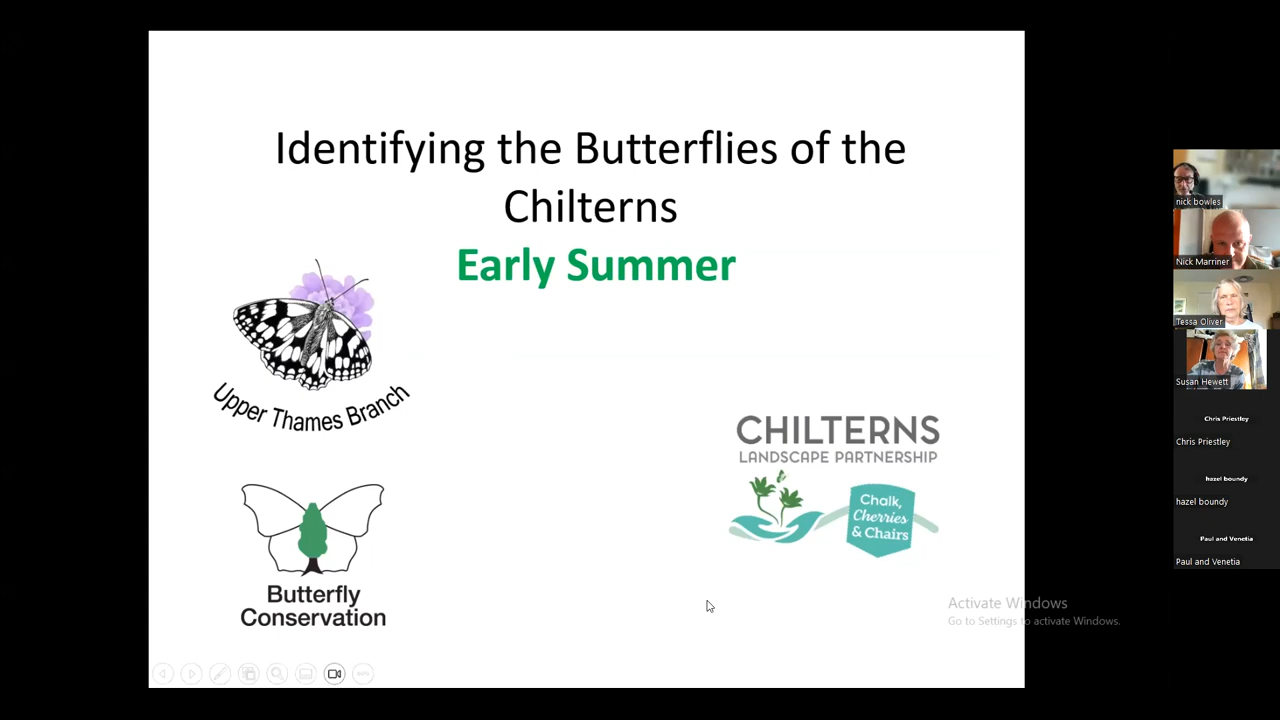 Identifying the Butterflies of the
Chilterns
Early Summer
Upper Thames Branch
CHILTERNS
LANDSCAPE PARTNERSHIP
Chalk,
Cherries
& Chairs
Butterfly
Conservation
Activate Windows
Go to Settings to activate Windows.
nick bowles
Nick Marriner
Tessa Oliver
Susan Hewett
Chris Priestley
Chris Priestley
hazel boundy
hazel boundy
Paul and Venetia
Paul and Venetia